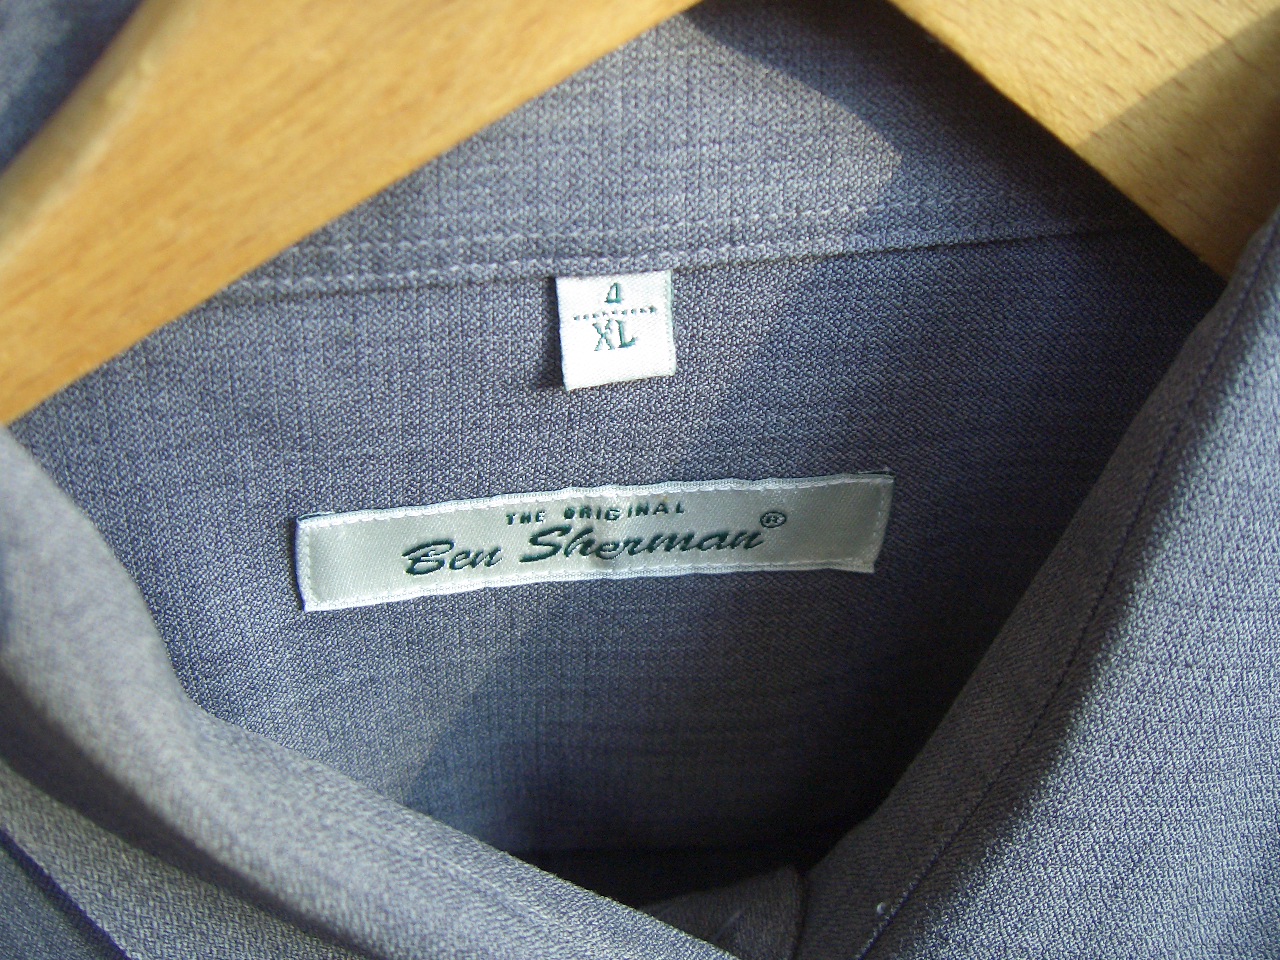 4
XL
THE ORIGINAL
Ben Sherman®